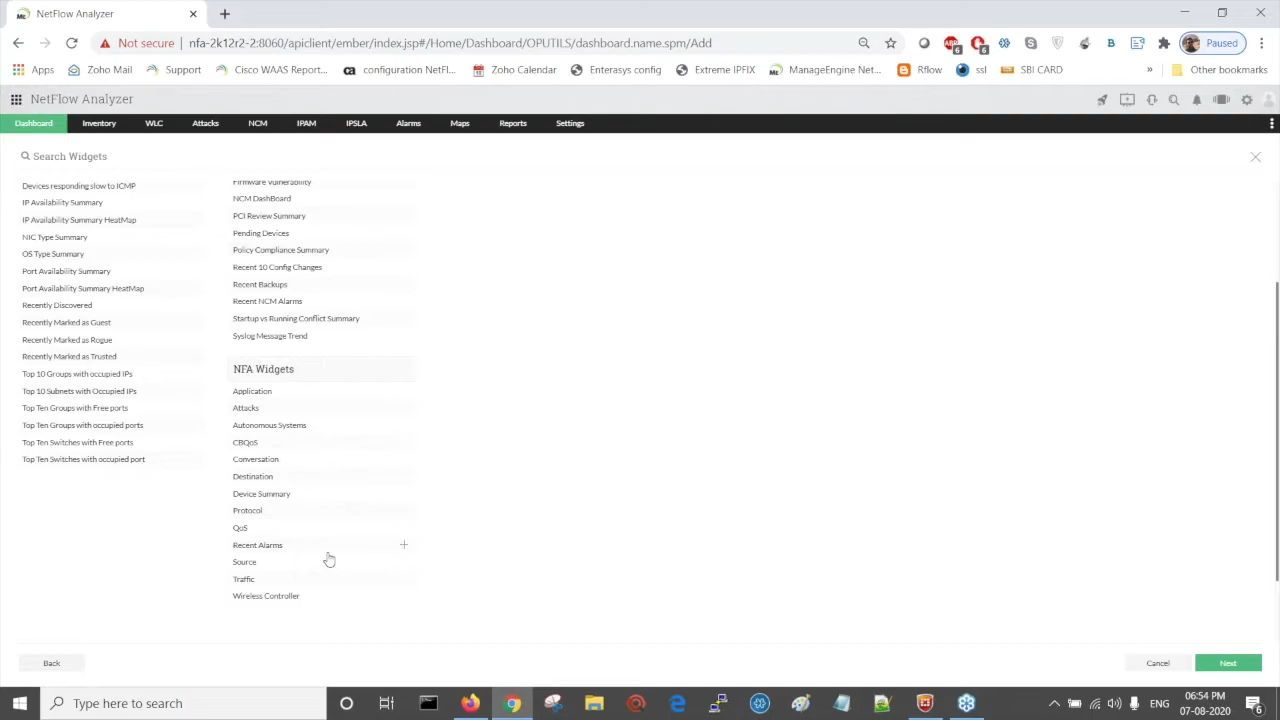 NetFlow Analyzer
Not secure
nfa-2k12r2-2:8060/apiclient/ember/index.jsp#/Home/Dashboard/OPUTILS/dashboard.name.spm/Add
6
6
Paused
Apps
Zoho Mail
Support
Cisco WAAS Report...
configuration NetFl...
Zoho Calendar
Enterasys config
Extreme IPFIX
ManageEngine Net...
Rflow
ssl
SBI CARD
»
Other bookmarks
NetFlow Analyzer
Dashboard
Inventory
WLC
Attacks
NCM
IPAM
IPSLA
Alarms
Maps
Reports
Settings
Search Widgets
Devices responding slow to ICMP
IP Availability Summary
IP Availability Summary HeatMap
NIC Type Summary
OS Type Summary
Port Availability Summary
Port Availability Summary HeatMap
Recently Discovered
Recently Marked as Guest
Recently Marked as Rogue
Recently Marked as Trusted
Top 10 Groups with occupied IPs
Top 10 Subnets with Occupied IPs
Top Ten Groups with Free ports
Top Ten Groups with occupied ports
Top Ten Switches with Free ports
Top Ten Switches with occupied port
Firmware Vulnerability
NCM DashBoard
PCI Review Summary
Pending Devices
Policy Compliance Summary
Recent 10 Config Changes
Recent Backups
Recent NCM Alarms
Startup vs Running Conflict Summary
Syslog Message Trend
NFA Widgets
Application
Attacks
Autonomous Systems
CBQoS
Conversation
Destination
Device Summary
Protocol
QoS
Recent Alarms
Source
Traffic
Wireless Controller
Back
Cancel
Next
Type here to search
ENG
06:54 PM
07-08-2020
6